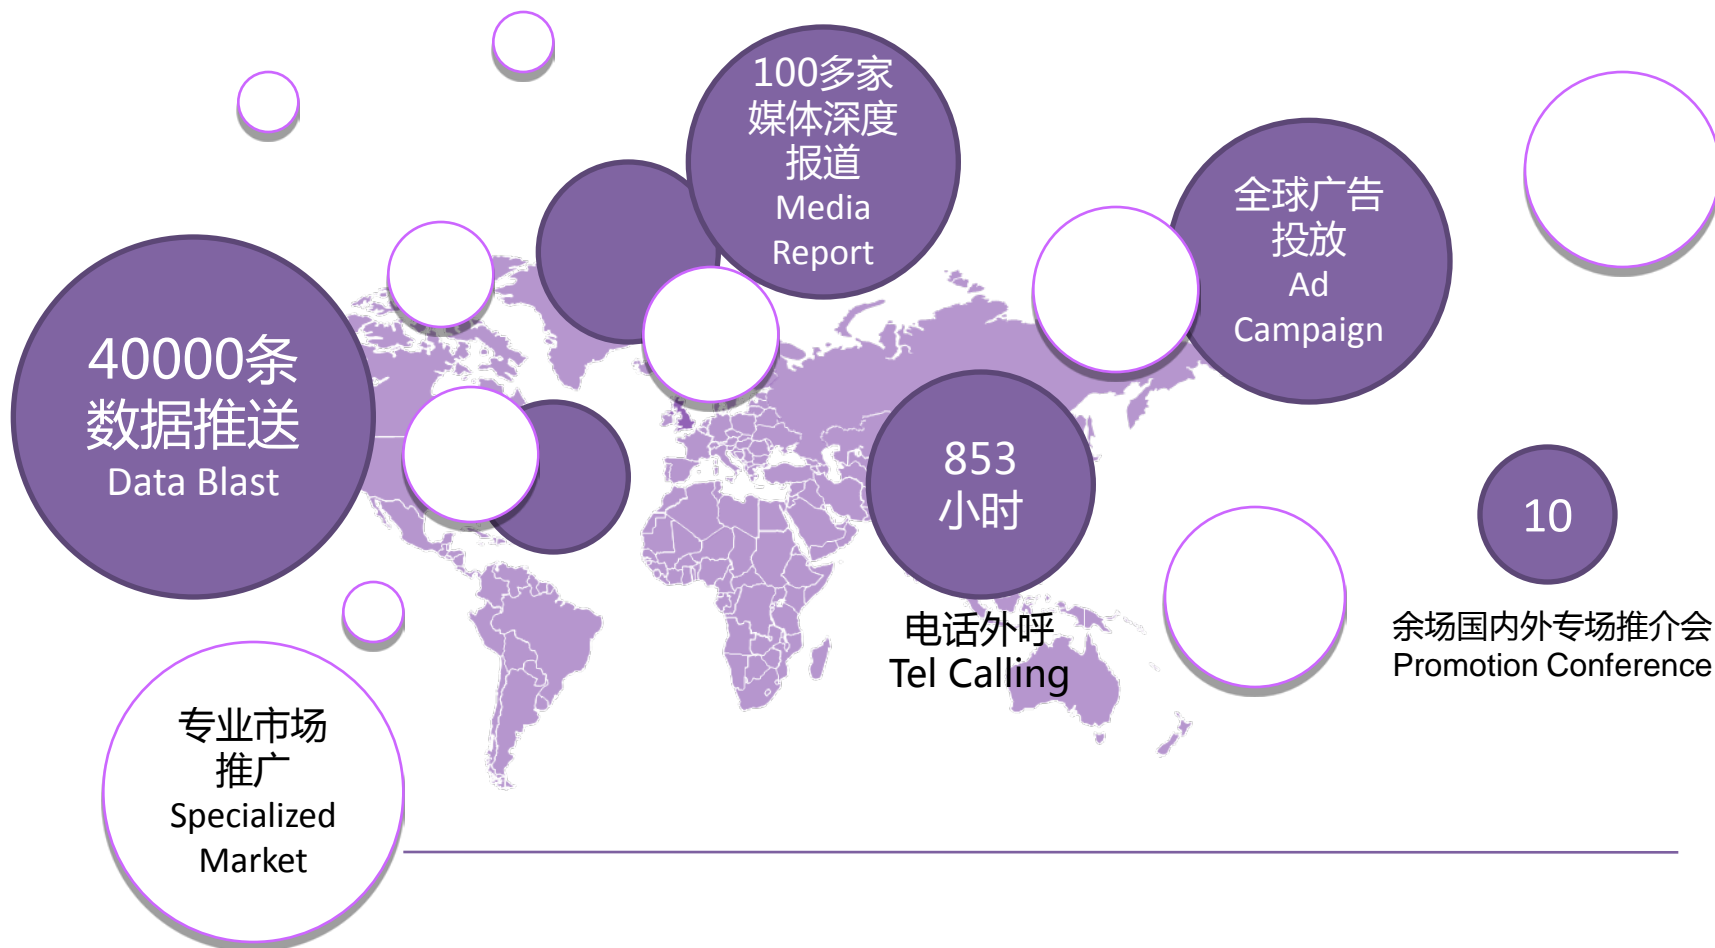 100多家
媒体深度
报道
Media
Report
全球广告
投放
Ad
Campaign
40000条
数据推送
Data Blast
853
小时
电话外呼
Tel Calling
10
余场国内外专场推介会
Promotion Conference
专业市场
推广
Specialized
Market